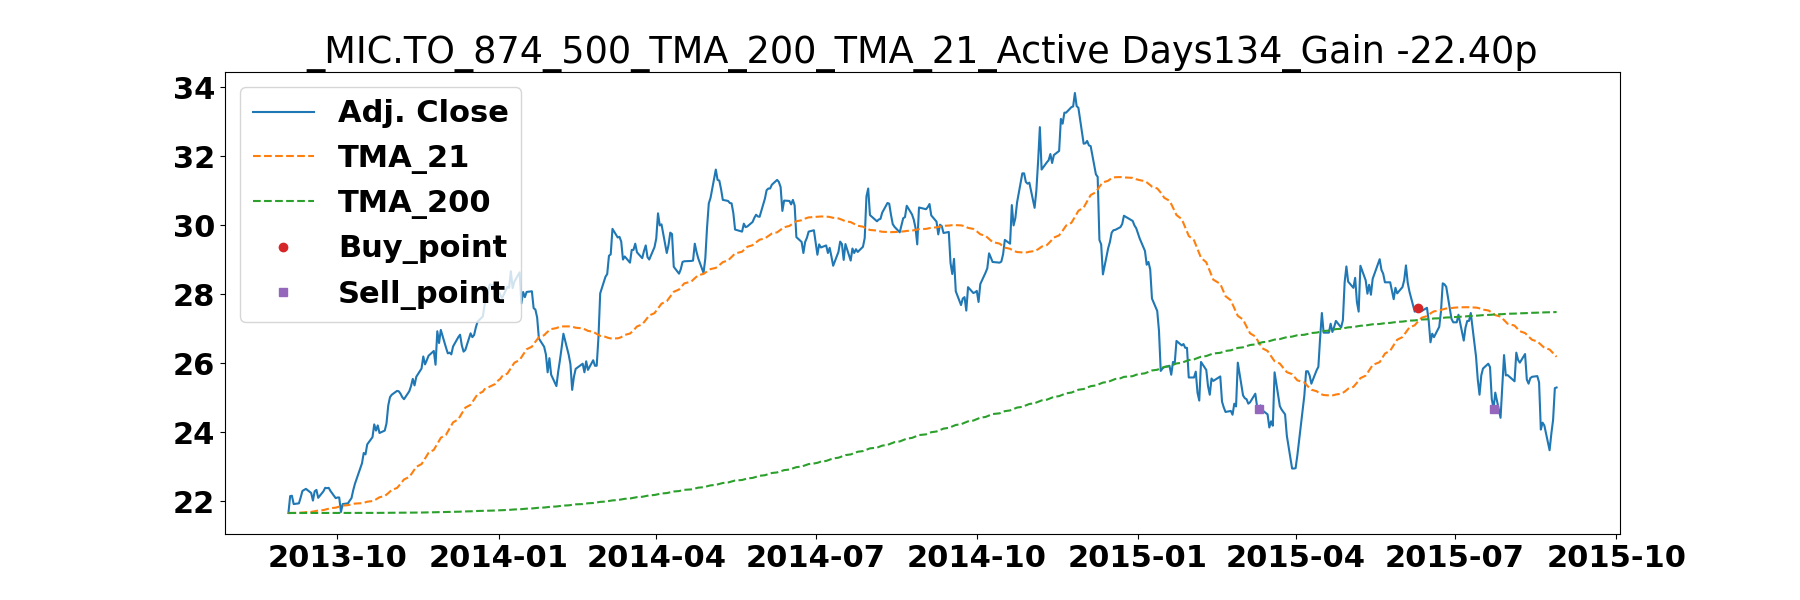 _MIC.TO_874_500_TMA_200_TMA_21_Active Days134_Gain -22.40p
34
32
30
28
26
24
22
Adj. Close
TMA_21
TMA_200
Buy_point
Sell_point
2013-10 2014-01 2014-04 2014-07 2014-10 2015-01 2015-04 2015-07 2015-10